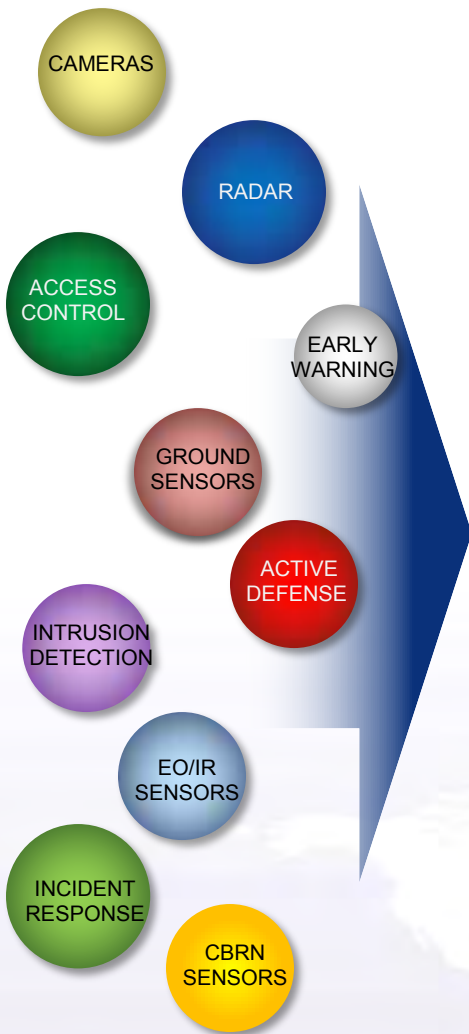 CAMERAS
RADAR
ACCESS
CONTROL
EARLY
WARNING
GROUND
SENSORS
ACTIVE
DEFENSE
INTRUSION
DETECTION
EO/IR
SENSORS
INCIDENT
RESPONSE
CBRN
SENSORS